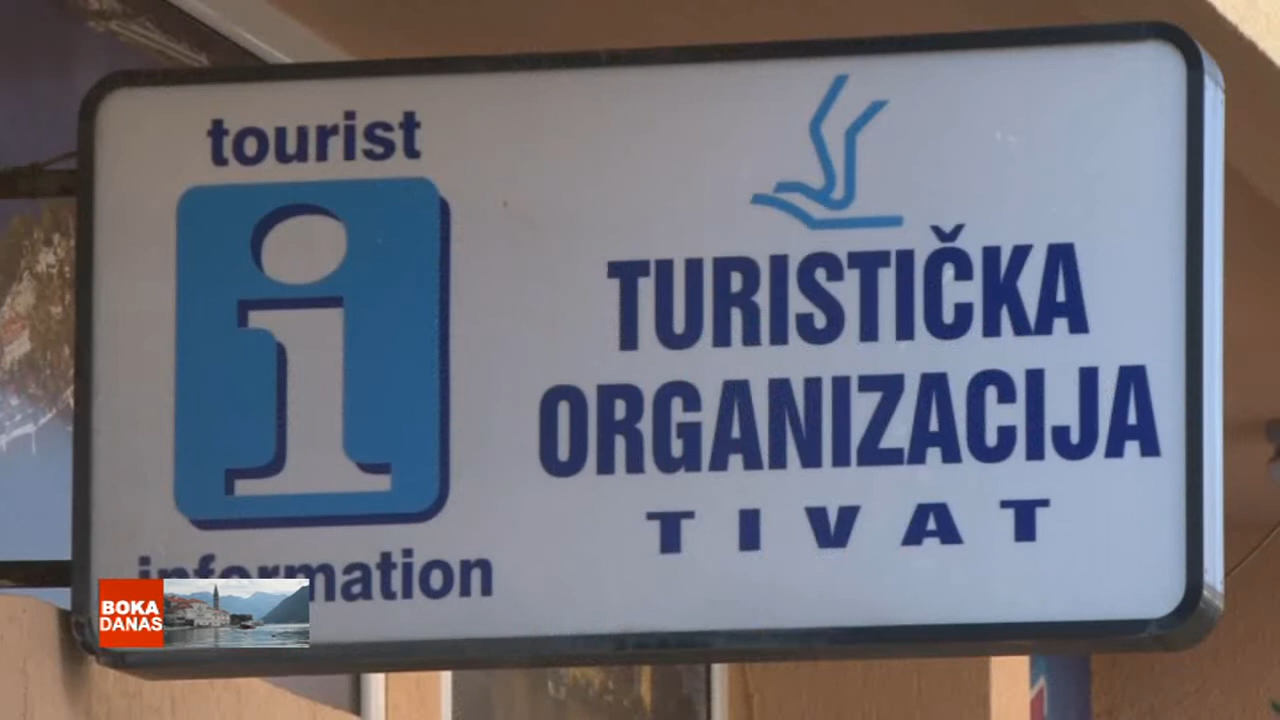 tourist
i
information
TURISTIČKA
ORGANIZACIJA
TIVAT
BOKA
DANAS